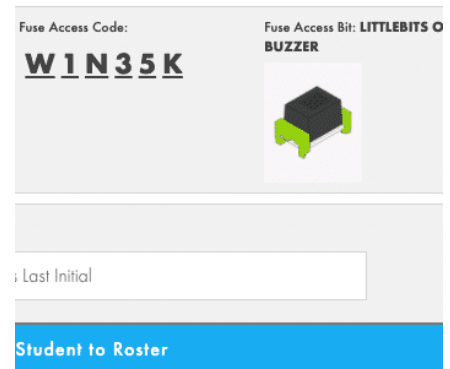 Fuse Access Code:
W1N35K
Fuse Access Bit: LITTLEBITS O
BUZZER
s Last Initial
Student to Roster